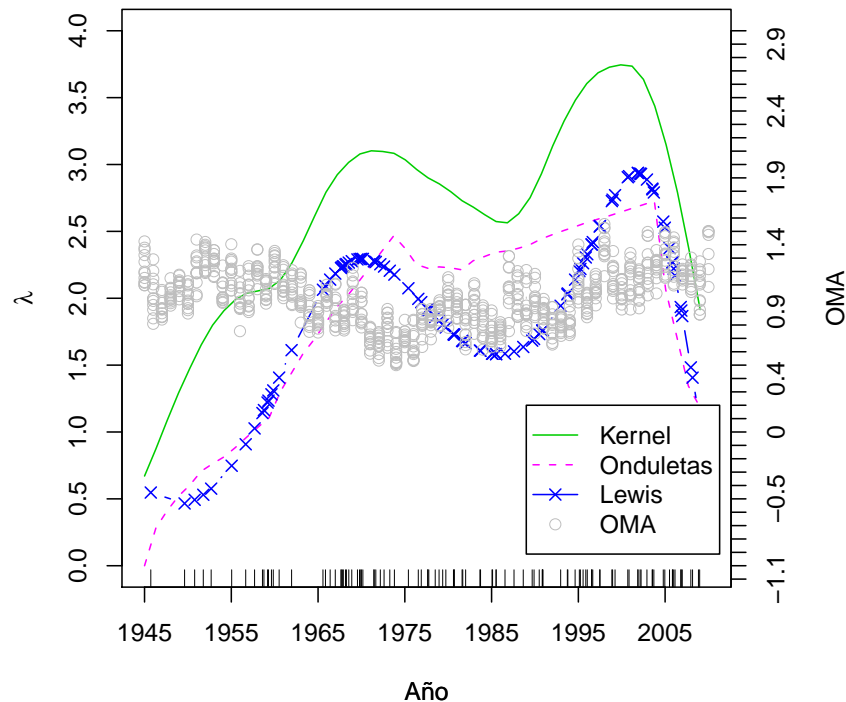 λ
0.0 0.5 1.0 1.5 2.0 2.5 3.0 3.5 4.0
−1.1 −0.5 0 0.4 0.9 1.4 1.9 2.4 2.9
OMA
Kernel
Onduletas
Lewis
OMA
1945 1955 1965 1975 1985 1995 2005
Año